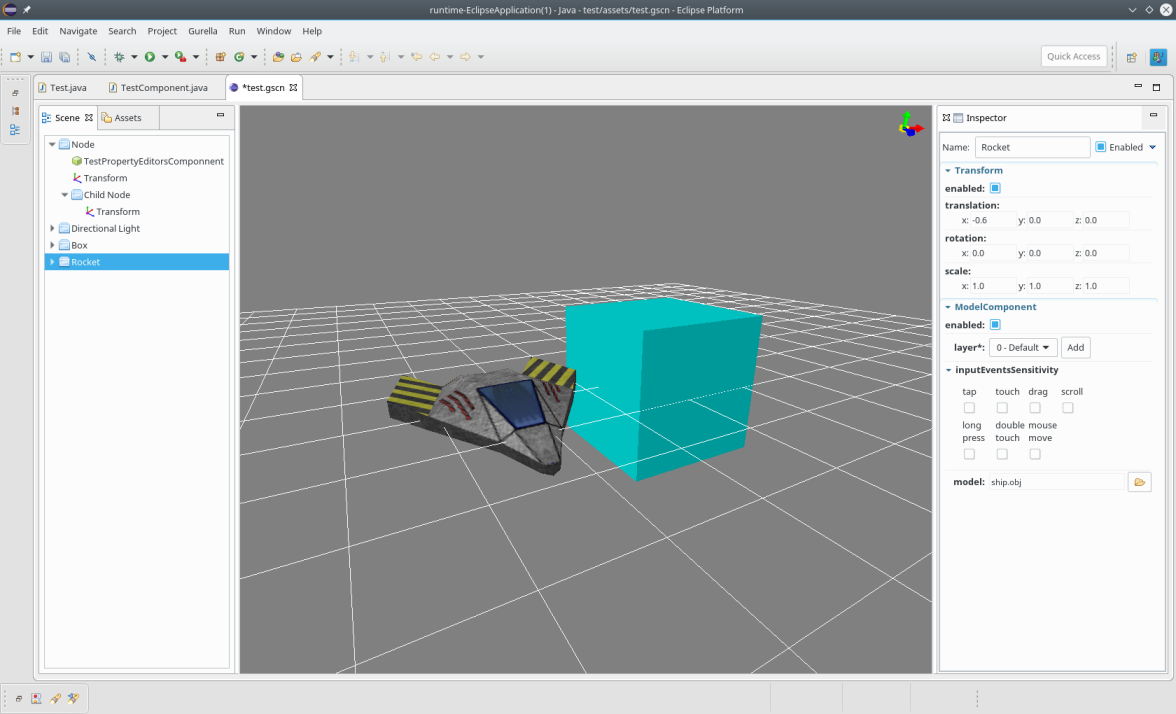 runtime-EclipseApplication(1) - Java - test/assets/test.gscn - Eclipse Platform
File Edit Navigate Search Project Gurella Run Window Help
Quick Access
Test.java TestComponent.java *test.gscn
Scene Assets
Node
TestPropertyEditorsComponent
Transform
Child Node
Transform
Directional Light
Box
Rocket
Inspector
Name: Rocket Enabled
Transform
enabled:
translation:
x: -0.6 y: 0.0 z: 0.0
rotation:
x: 0.0 y: 0.0 z: 0.0
scale:
x: 1.0 y: 1.0 z: 1.0
ModelComponent
enabled:
layer*: 0 - Default Add
inputEventsSensitivity
tap touch drag scroll
long double mouse
press touch move
model: ship.obj